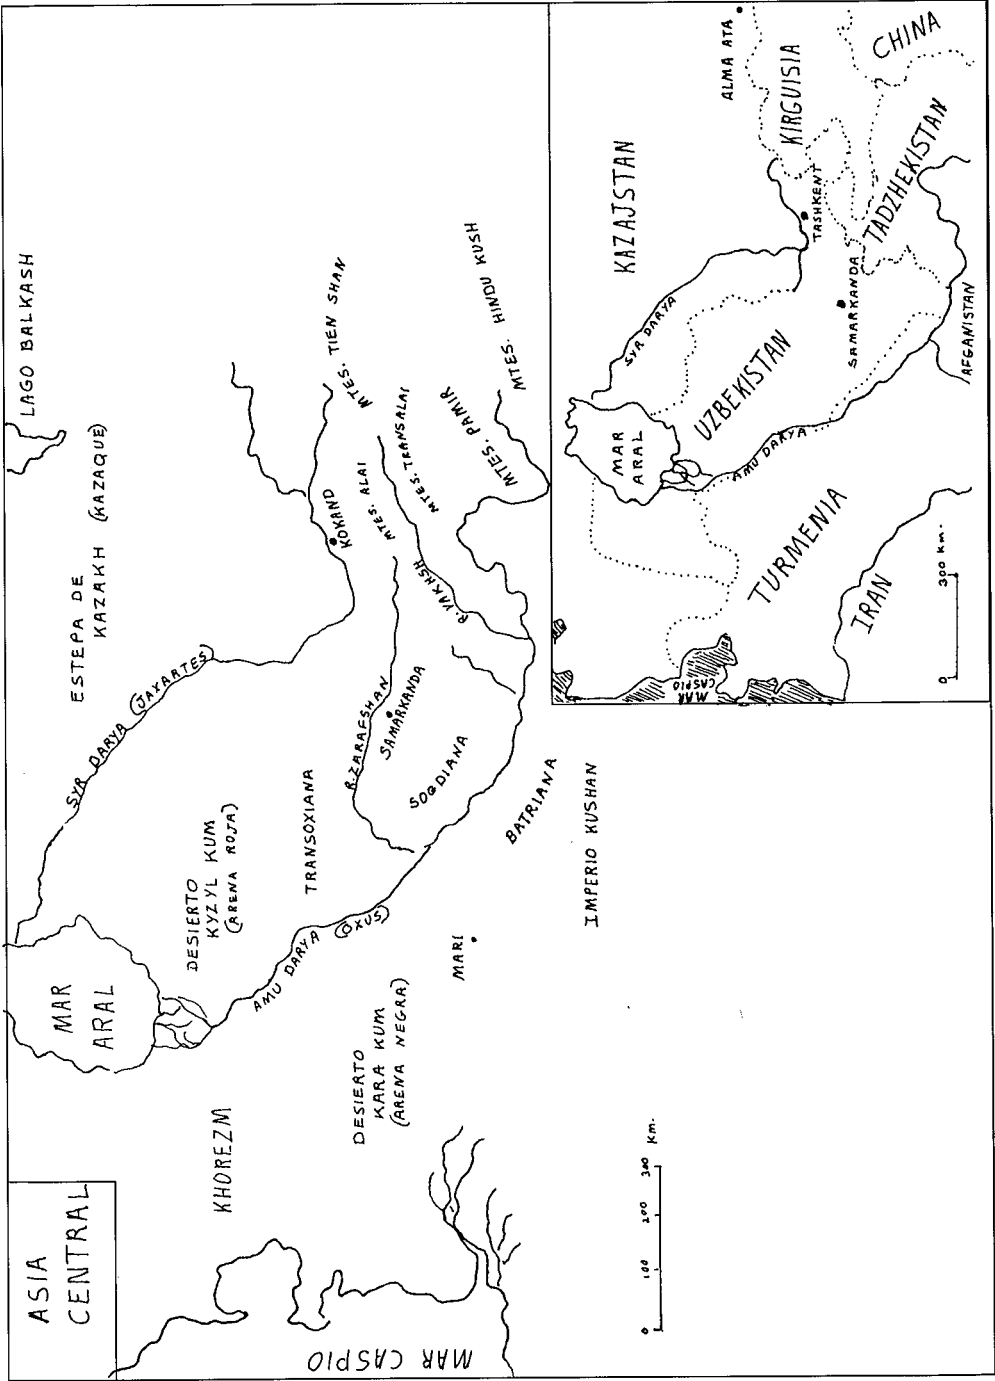 ASIA
CENTRAL
MAR CASPIO
KHOREZM
MAR
ARAL
LAGO BALKASH
ESTEPA DE
KAZAKH (KAZAQUE)
SYR DARYA (JAXARTES)
DESIERTO
KYZYL KUM
(ARENA ROJA)
AMU DARYA (OXUS)
TRANSOXIANA
DESIERTO
KARA KUM
(ARENA NEGRA)
MARI
R. ZARAFSHAN
SAMARKANDA
SOGDIANA
BATRIANA
IMPERIO KUSHAN
KOKAND
MTES. TIEN SHAN
MTES. ALAI
MTES. TRANSALAI
R. VAKHSH
MTES. PAMIR
MTES. HINDU KUSH
0 100 200 300 Km.
MAR
CASPIO
MAR
ARAL
KAZAJSTAN
SYR DARYA
UZBEKISTAN
AMU DARYA
TURMENIA
IRAN
ALMA ATA
KIRGUISIA
CHINA
TASHKENT
SAMARKANDA
TADZHEKISTAN
AFGANISTAN
0 300 Km.